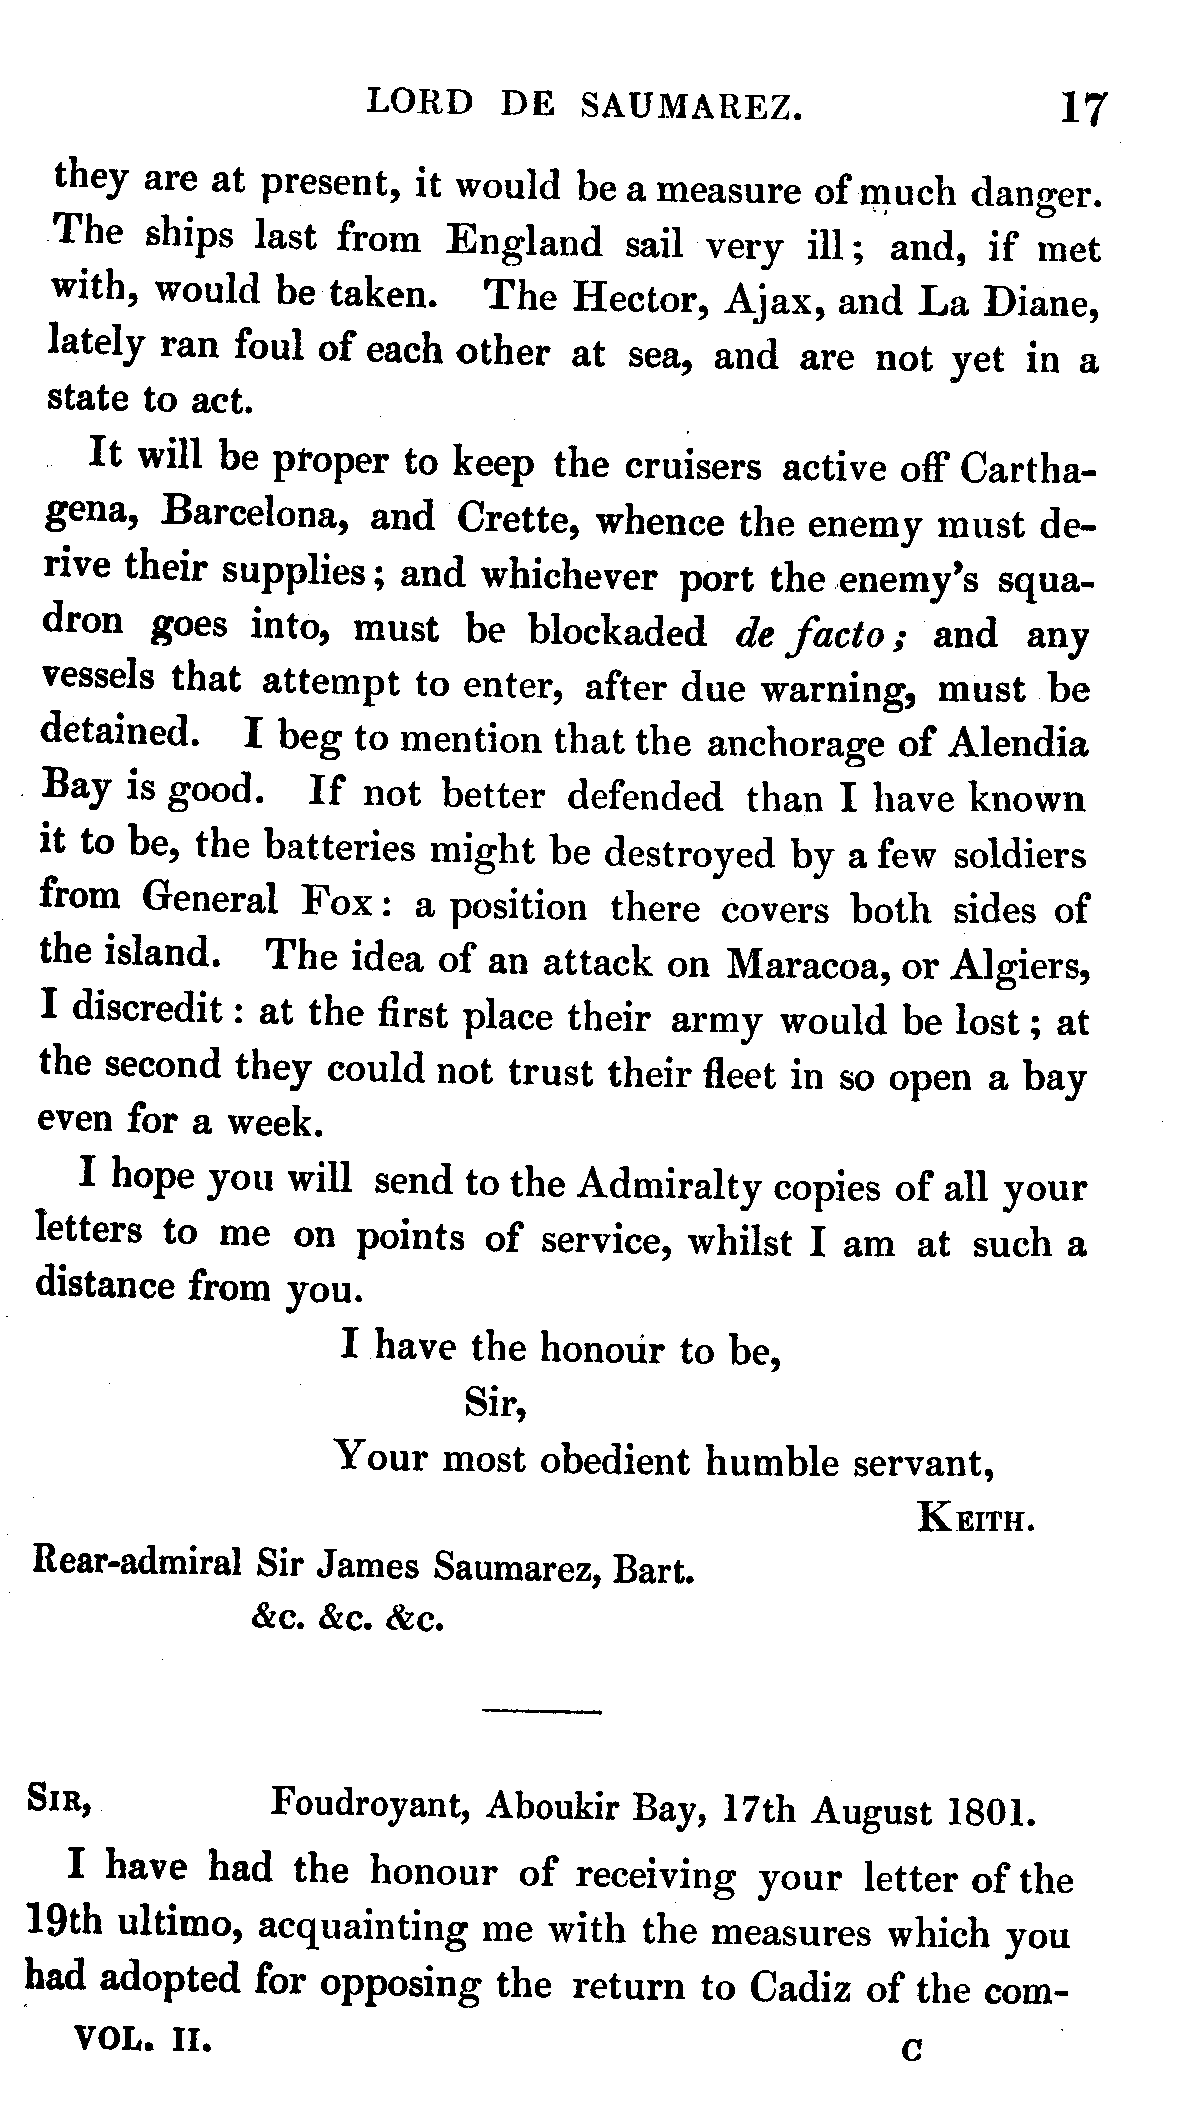 LORD DE SAUMAREZ. 17
they are at present, it would be a measure of much danger.
The ships last from England sail very ill; and, if met
with, would be taken. The Hector, Ajax, and La Diane,
lately ran foul of each other at sea, and are not yet in a
state to act.
It will be proper to keep the cruisers active off Cartha-
gena, Barcelona, and Crette, whence the enemy must de-
rive their supplies; and whichever port the enemy's squa-
dron goes into, must be blockaded de facto; and any
vessels that attempt to enter, after due warning, must be
detained. I beg to mention that the anchorage of Alendia
Bay is good. If not better defended than I have known
it to be, the batteries might be destroyed by a few soldiers
from General Fox: a position there covers both sides of
the island. The idea of an attack on Maracoa, or Algiers,
I discredit: at the first place their army would be lost; at
the second they could not trust their fleet in so open a bay
even for a week.
I hope you will send to the Admiralty copies of all your
letters to me on points of service, whilst I am at such a
distance from you.
I have the honour to be,
Sir,
Your most obedient humble servant,
KEITH.
Rear-admiral Sir James Saumarez, Bart.
&c. &c. &c.
SIR, Foudroyant, Aboukir Bay, 17th August 1801.
I have had the honour of receiving your letter of the
19th ultimo, acquainting me with the measures which you
had adopted for opposing the return to Cadiz of the com-
VOL. II. C